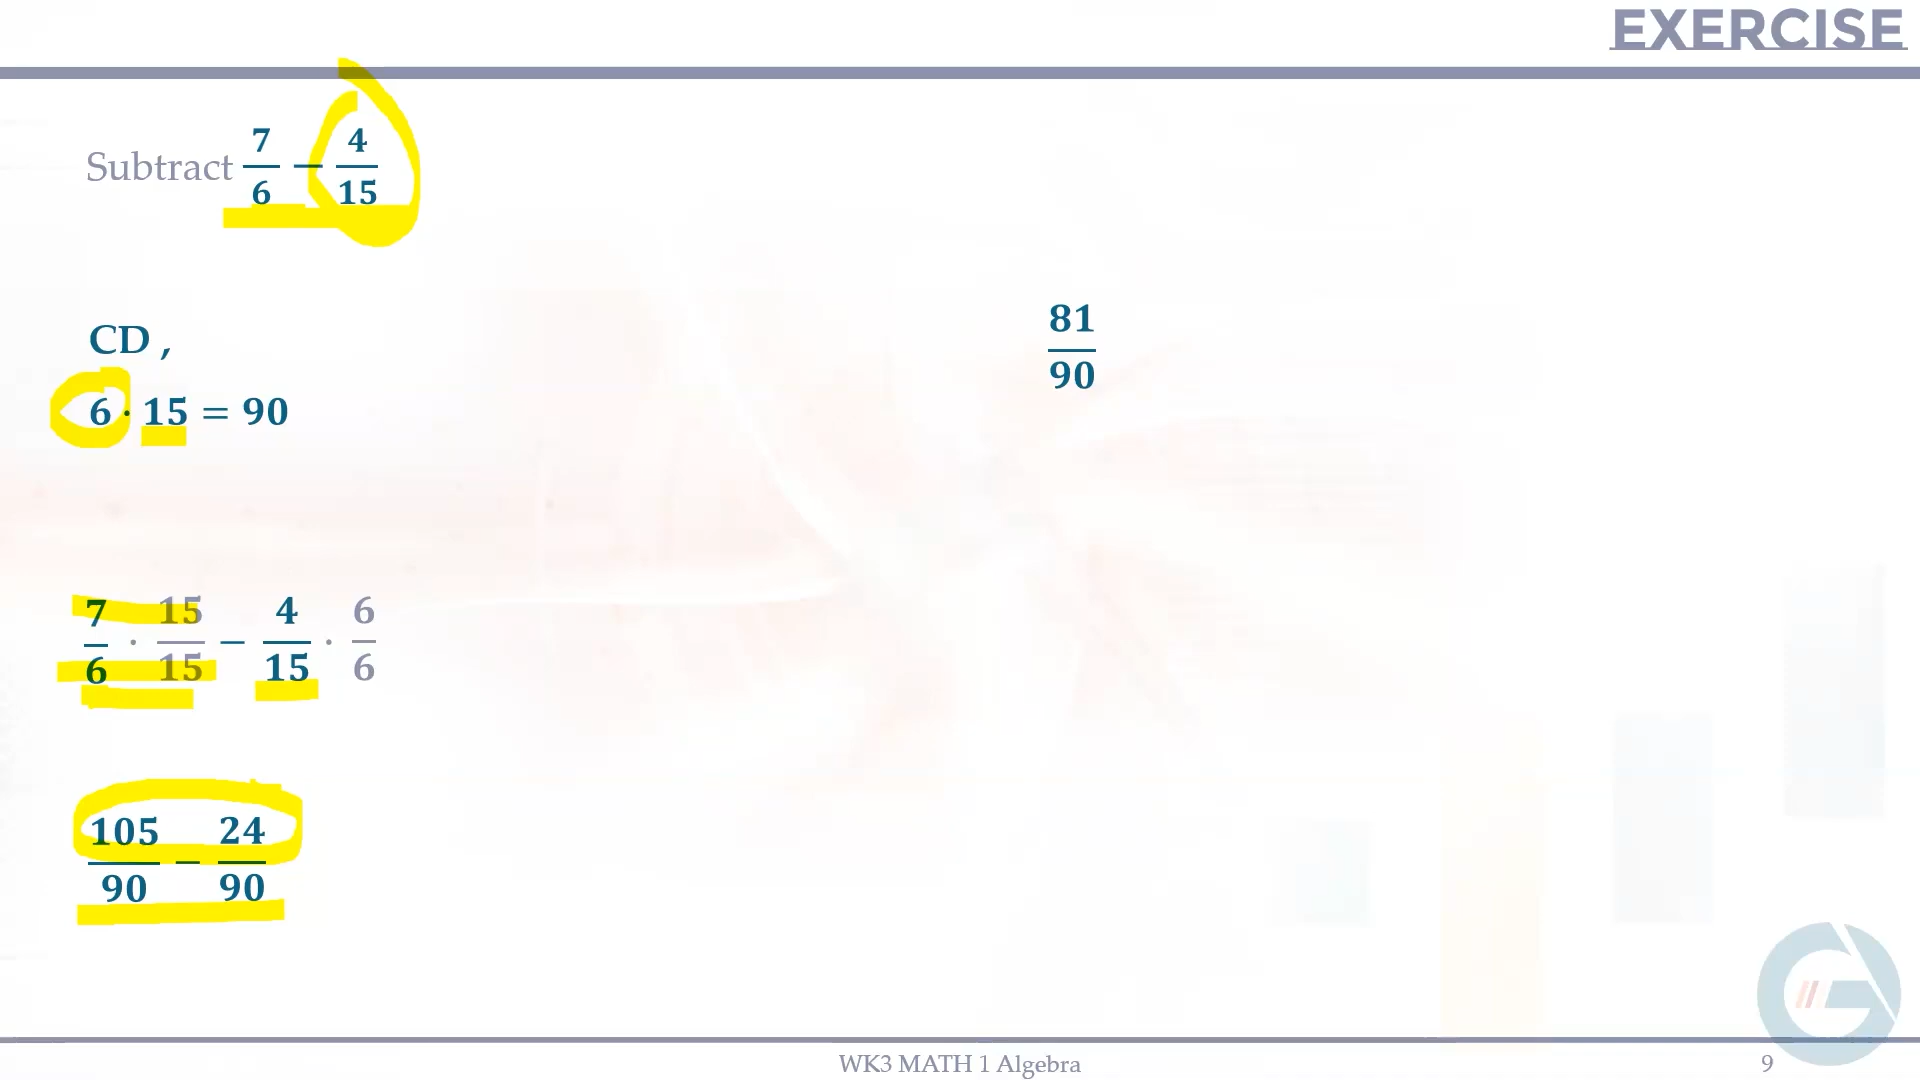 EXERCISE
Subtract 7/6 − 4/15
CD ,
6 · 15 = 90
7/6 · 15/15 − 4/15 · 6/6
105/90 − 24/90
81/90
WK3 MATH 1 Algebra
9